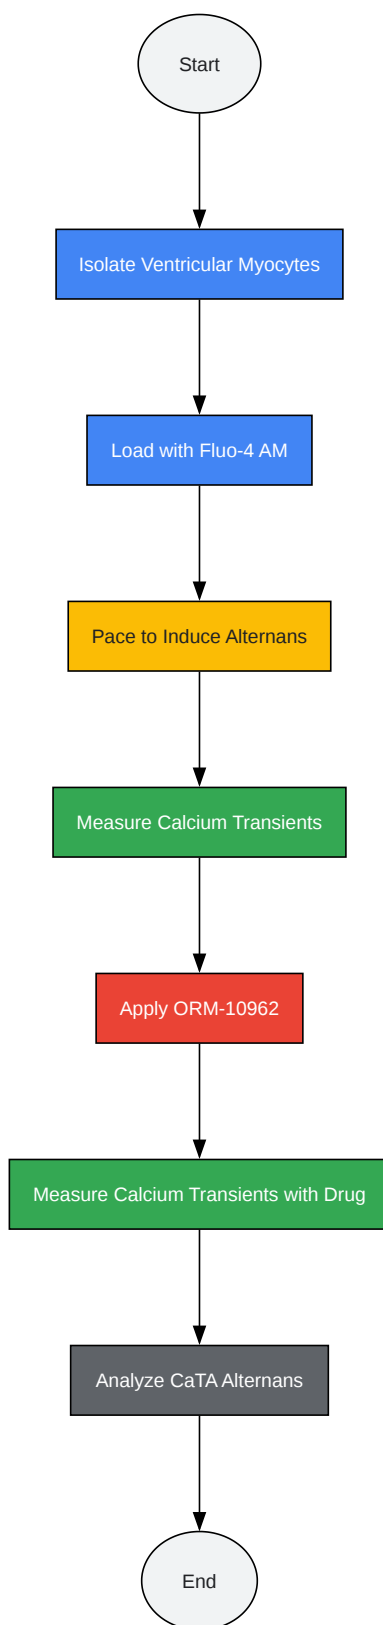 Start
Isolate Ventricular Myocytes
Load with Fluo-4 AM
Pace to Induce Alternans
Measure Calcium Transients
Apply ORM-10962
Measure Calcium Transients with Drug
Analyze CaTA Alternans
End